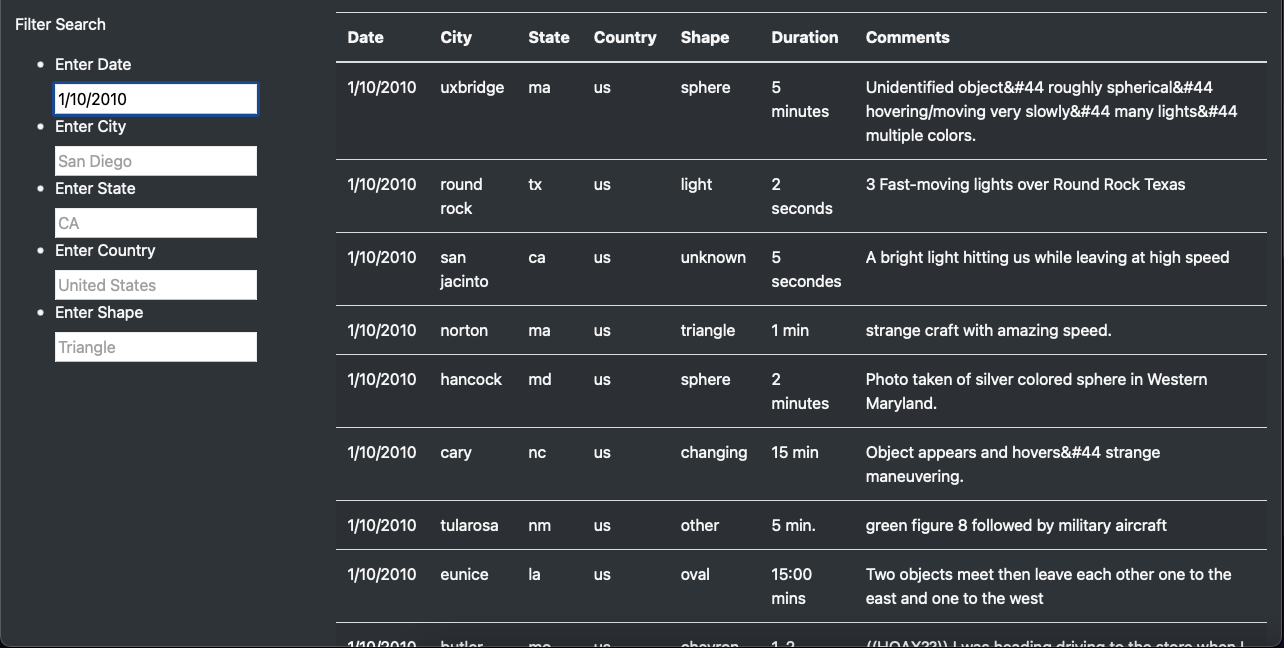 Filter Search
Enter Date
1/10/2010
Enter City
San Diego
Enter State
CA
Enter Country
United States
Enter Shape
Triangle
Date City State Country Shape Duration Comments
1/10/2010 uxbridge ma us sphere 5 Unidentified object&#44 roughly spherical&#44
minutes hovering/moving very slowly&#44 many lights&#44
multiple colors.
1/10/2010 round tx us light 2 3 Fast-moving lights over Round Rock Texas
rock seconds
1/10/2010 san ca us unknown 5 A bright light hitting us while leaving at high speed
jacinto secondes
1/10/2010 norton ma us triangle 1 min strange craft with amazing speed.
1/10/2010 hancock md us sphere 2 Photo taken of silver colored sphere in Western
minutes Maryland.
1/10/2010 cary nc us changing 15 min Object appears and hovers&#44 strange
maneuvering.
1/10/2010 tularosa nm us other 5 min. green figure 8 followed by military aircraft
1/10/2010 eunice la us oval 15:00 Two objects meet then leave each other one to the
mins east and one to the west
1/10/2010 butler us chevron 1-2 ((HOAX??)) I was heading driving to the store when I